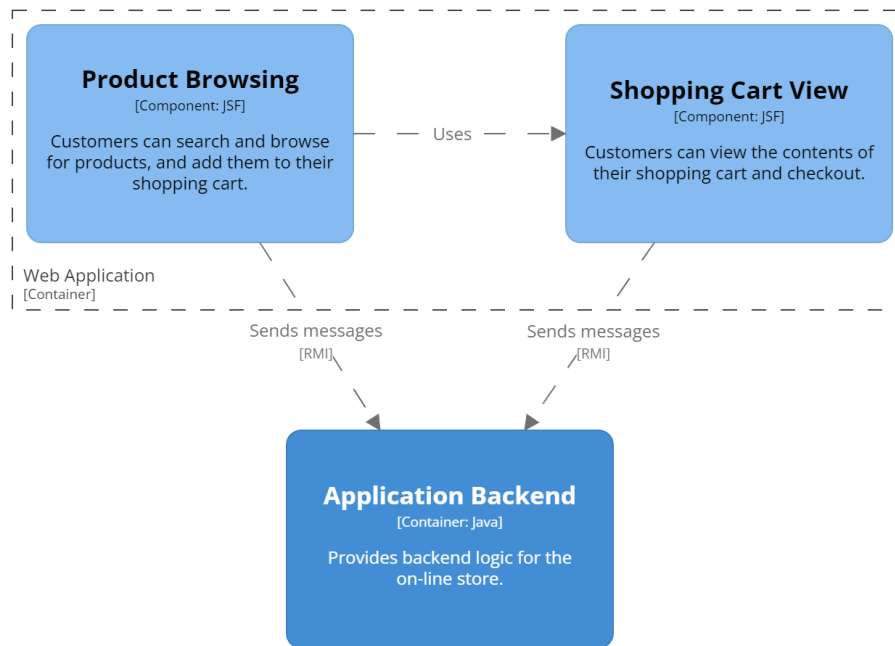 Product Browsing
[Component: JSF]
Customers can search and browse
for products, and add them to their
shopping cart.
Uses
Shopping Cart View
[Component: JSF]
Customers can view the contents of
their shopping cart and checkout.
Web Application
[Container]
Sends messages
[RMI]
Sends messages
[RMI]
Application Backend
[Container: Java]
Provides backend logic for the
on-line store.